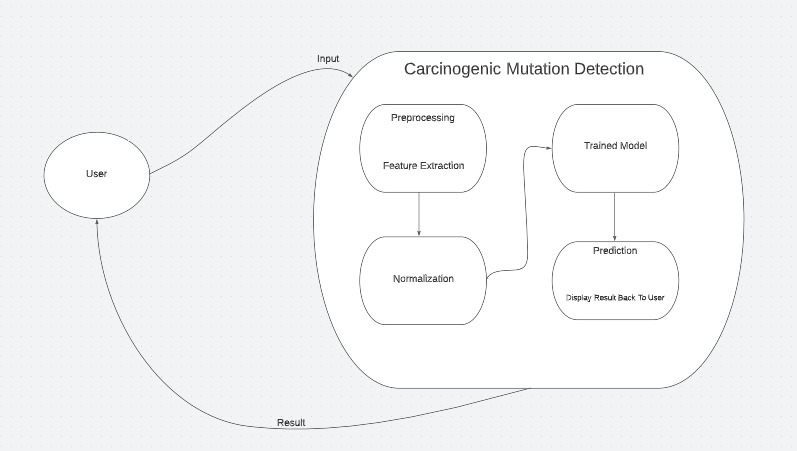 Input
Carcinogenic Mutation Detection
Preprocessing
Feature Extraction
Trained Model
User
Normalization
Prediction
Display Result Back To User
Result